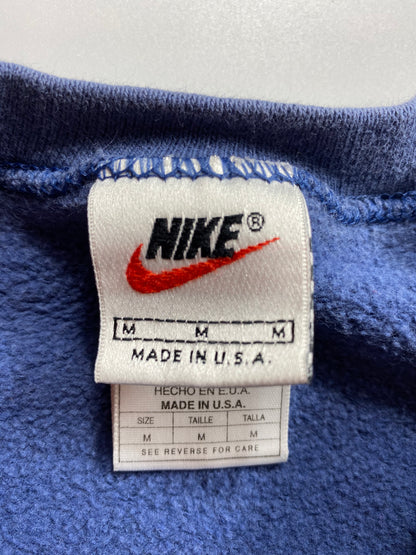 NIKE®
M M M
MADE IN U.S.A.
HECHO EN E.U.A.
MADE IN U.S.A.
SIZE TAILLE TALLA
M M M
SEE REVERSE FOR CARE